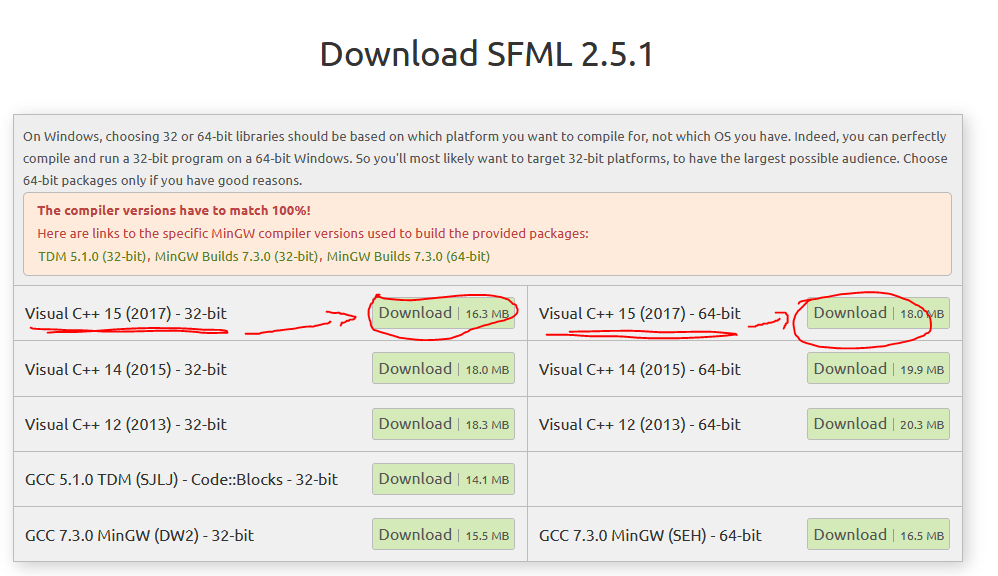 Download SFML 2.5.1
On Windows, choosing 32 or 64-bit libraries should be based on which platform you want to compile for, not which OS you have. Indeed, you can perfectly
compile and run a 32-bit program on a 64-bit Windows. So you'll most likely want to target 32-bit platforms, to have the largest possible audience. Choose
64-bit packages only if you have good reasons.
The compiler versions have to match 100%!
Here are links to the specific MinGW compiler versions used to build the provided packages:
TDM 5.1.0 (32-bit), MinGW Builds 7.3.0 (32-bit), MinGW Builds 7.3.0 (64-bit)
Visual C++ 15 (2017) - 32-bit Download | 16.3 MB Visual C++ 15 (2017) - 64-bit Download | 18.0 MB
Visual C++ 14 (2015) - 32-bit Download | 18.0 MB Visual C++ 14 (2015) - 64-bit Download | 19.9 MB
Visual C++ 12 (2013) - 32-bit Download | 18.3 MB Visual C++ 12 (2013) - 64-bit Download | 20.3 MB
GCC 5.1.0 TDM (SJLJ) - Code::Blocks - 32-bit Download | 14.1 MB
GCC 7.3.0 MinGW (DW2) - 32-bit Download | 15.5 MB GCC 7.3.0 MinGW (SEH) - 64-bit Download | 16.5 MB